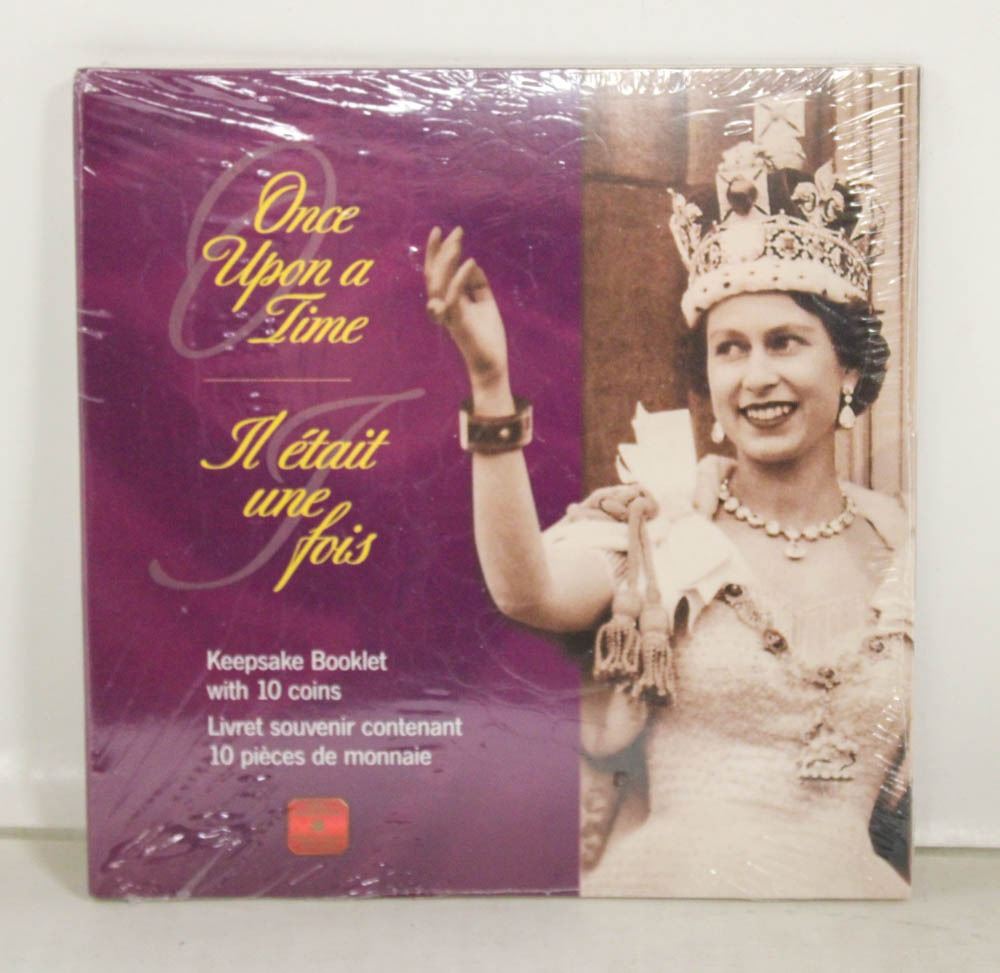 Once
Upon a
Time
Il était
une
fois
Keepsake Booklet
with 10 coins
Livret souvenir contenant
10 pièces de monnaie